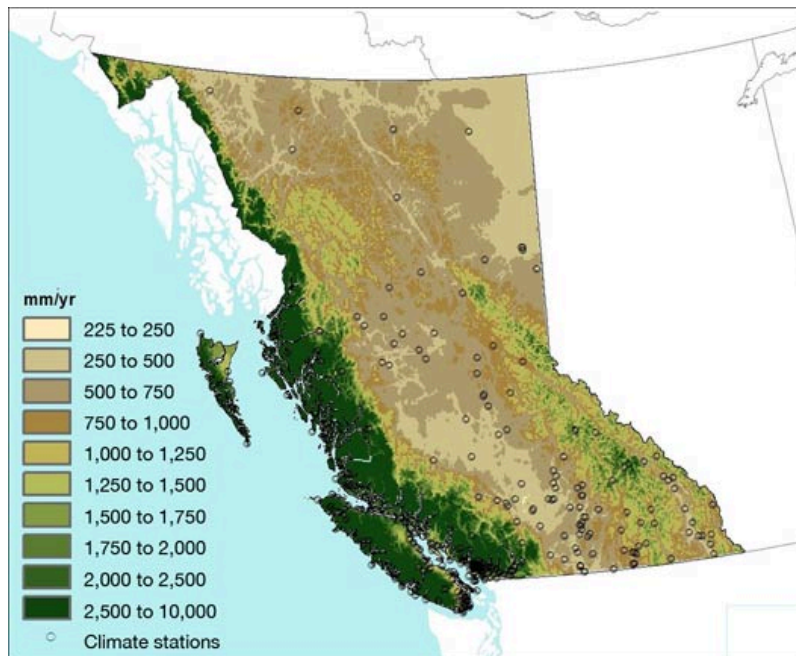 mm/yr
225 to 250
250 to 500
500 to 750
750 to 1,000
1,000 to 1,250
1,250 to 1,500
1,500 to 1,750
1,750 to 2,000
2,000 to 2,500
2,500 to 10,000
Climate stations